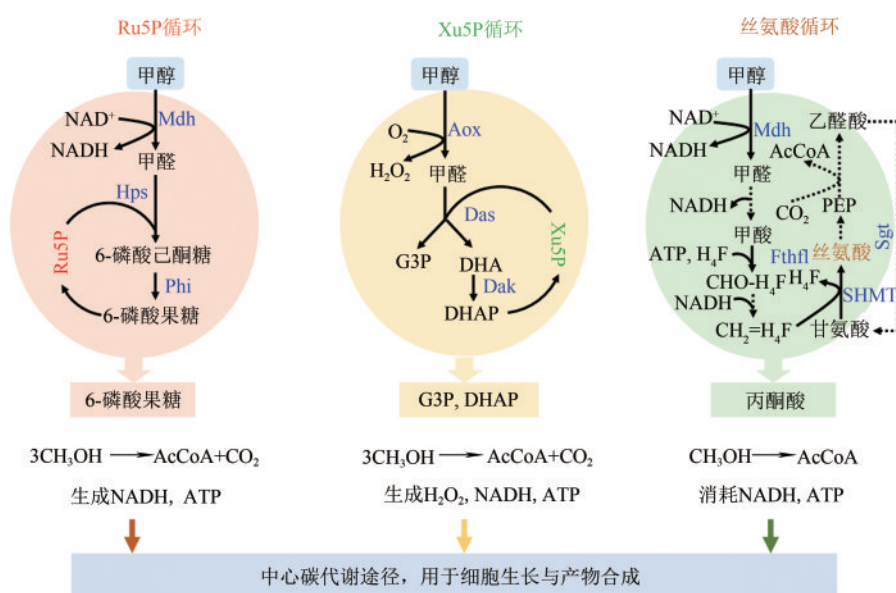 Ru5P循环
甲醇
NAD⁺
Mdh
NADH
甲醛
Hps
Ru5P
6-磷酸己酮糖
Phi
6-磷酸果糖
6-磷酸果糖
3CH₃OH → AcCoA+CO₂
生成NADH, ATP
Xu5P循环
甲醇
O₂
Aox
H₂O₂
甲醛
Das
Xu5P
G3P
DHA
Dak
DHAP
G3P, DHAP
3CH₃OH → AcCoA+CO₂
生成H₂O₂, NADH, ATP
丝氨酸循环
甲醇
NAD⁺
Mdh
乙醛酸
NADH
AcCoA
甲醛
NADH
CO₂
PEP
Sgt
甲酸
丝氨酸
ATP, H₄F
Fthfl
CHO-H₄F
H₄F
NADH
SHMT
CH₂=H₄F
甘氨酸
丙酮酸
CH₃OH → AcCoA
消耗NADH, ATP
中心碳代谢途径，用于细胞生长与产物合成